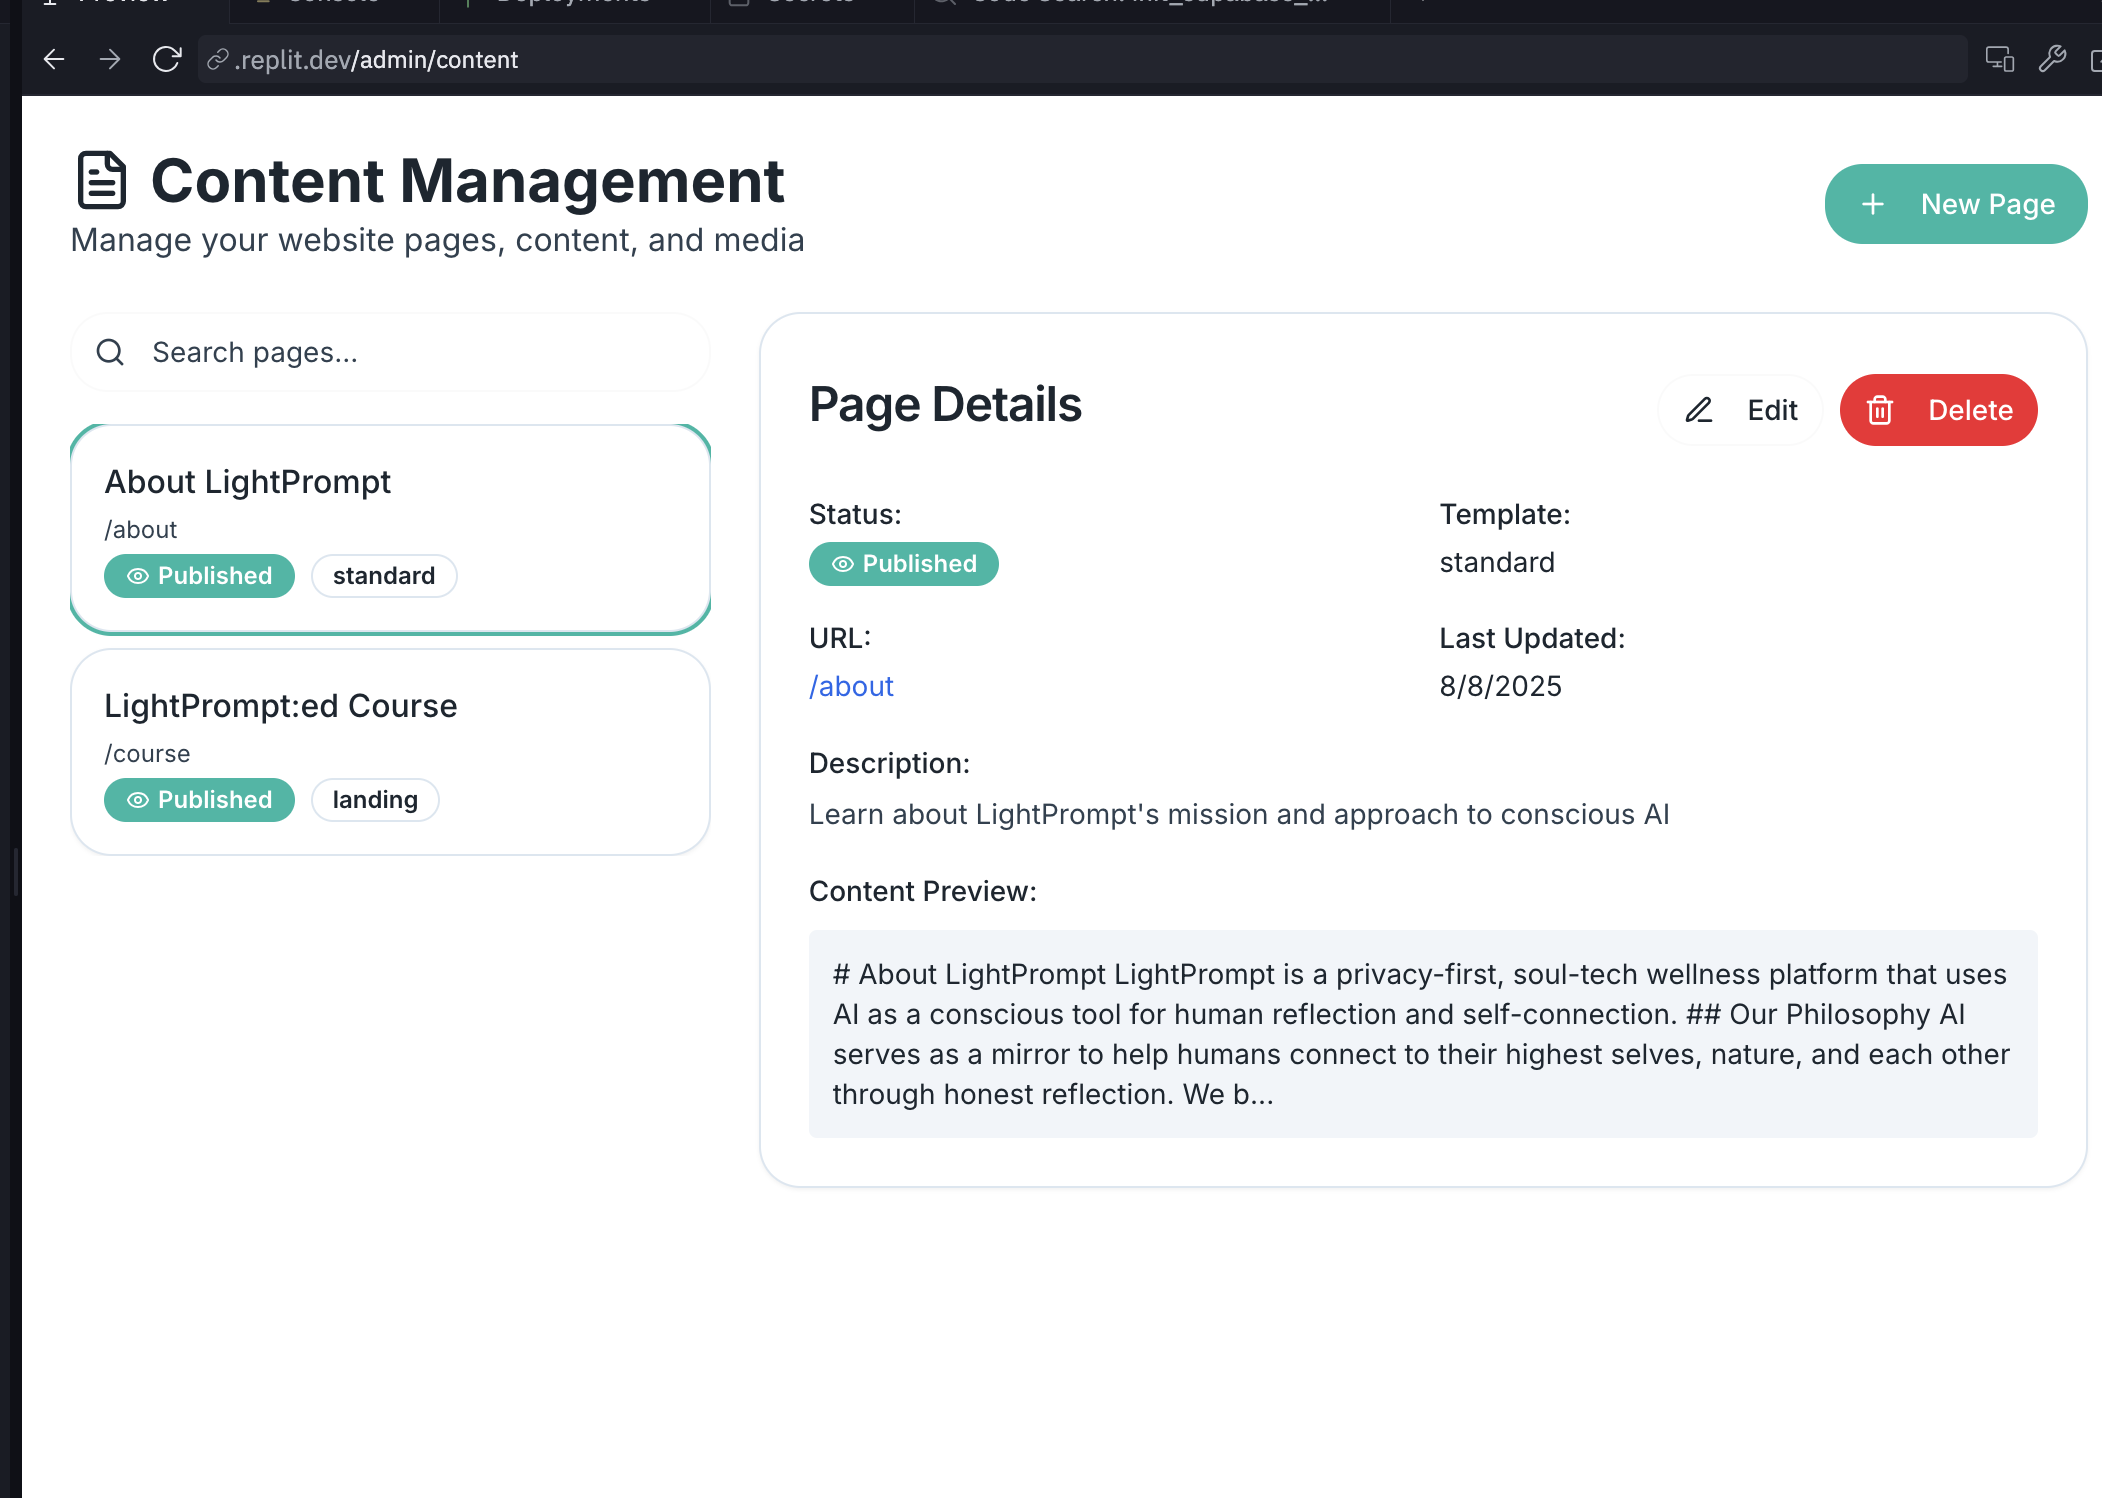 .replit.dev/admin/content
Content Management
Manage your website pages, content, and media
+ New Page
Search pages...
About LightPrompt
/about
Published standard
LightPrompt:ed Course
/course
Published landing
Page Details
Edit
Delete
Status:
Published
Template:
standard
URL:
/about
Last Updated:
8/8/2025
Description:
Learn about LightPrompt's mission and approach to conscious AI
Content Preview:
# About LightPrompt LightPrompt is a privacy-first, soul-tech wellness platform that uses
AI as a conscious tool for human reflection and self-connection. ## Our Philosophy AI
serves as a mirror to help humans connect to their highest selves, nature, and each other
through honest reflection. We b...